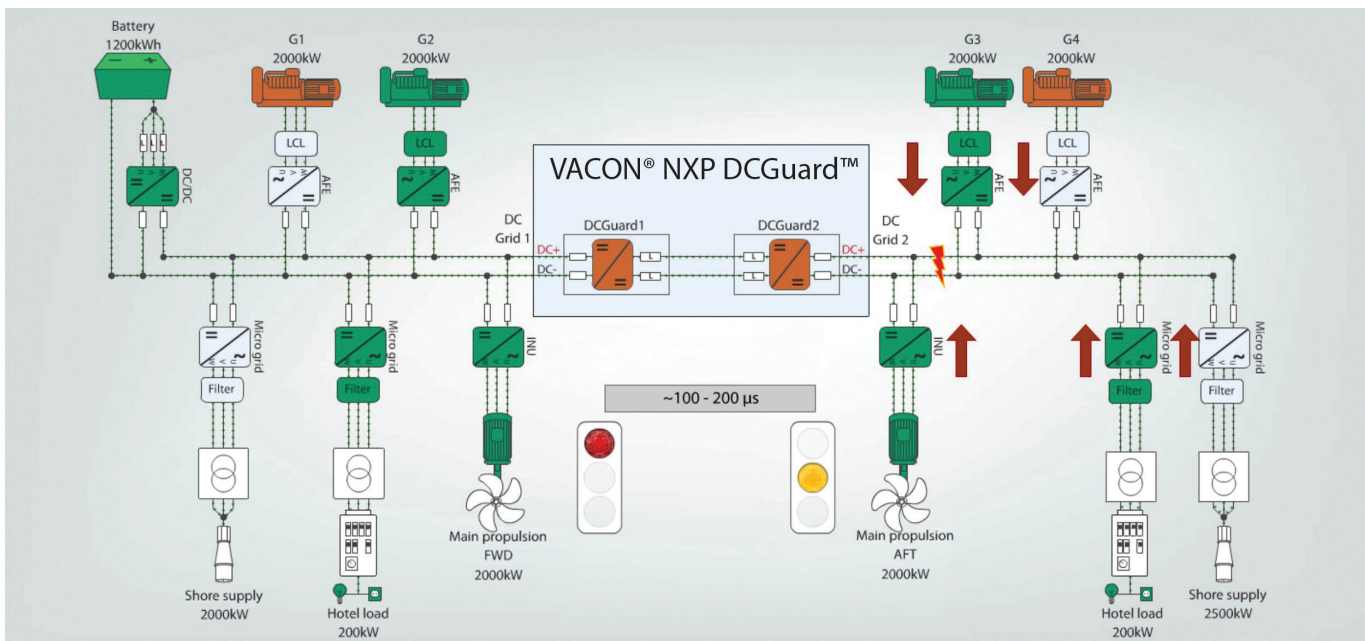 Battery
1200kWh
G1
2000kW
G2
2000kW
G3
2000kW
G4
2000kW
LCL
LCL
LCL
LCL
L
L
L
U
V
W
DC/DC
U
V
W
AFE
U
V
W
AFE
U
V
W
AFE
U
V
W
AFE
VACON® NXP DCGuard™
DC
Grid 1
DC+
DC-
DCGuard1
L
L
DCGuard2
L
L
DC
Grid 2
DC+
DC-
U
V
W
Micro grid
U
V
W
Micro grid
U
V
W
INU
U
V
W
INU
U
V
W
Micro grid
U
V
W
Micro grid
Filter
Filter
Filter
Filter
~100 - 200 µs
Main propulsion
FWD
2000kW
Main propulsion
AFT
2000kW
Shore supply
2000kW
Hotel load
200kW
Hotel load
200kW
Shore supply
2500kW